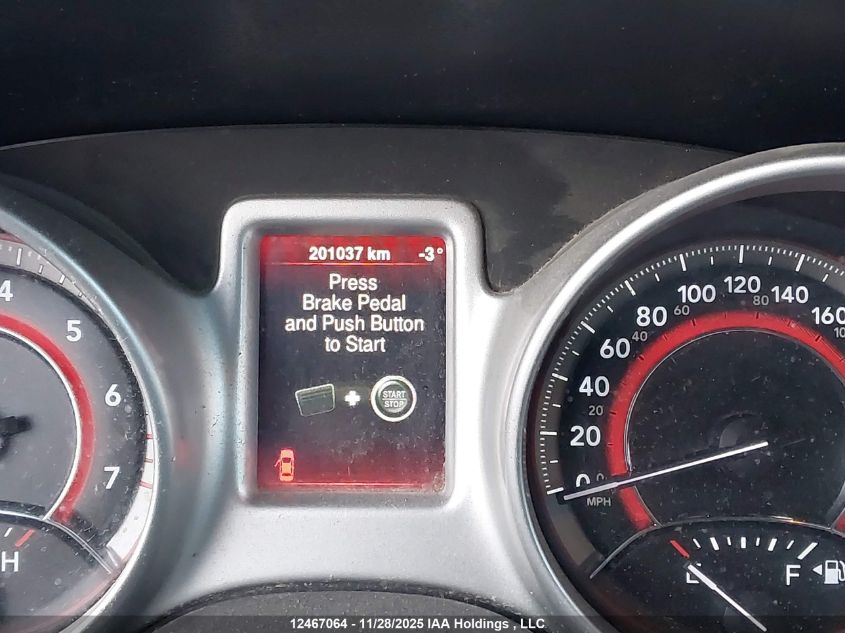 201037 km -3°
Press
Brake Pedal
and Push Button
to Start
START
STOP
4
5
6
7
H
0
20
40
60
80
100
120
140
160
20
40
60
80
MPH
E
F
12467064 - 11/28/2025 IAA Holdings , LLC.